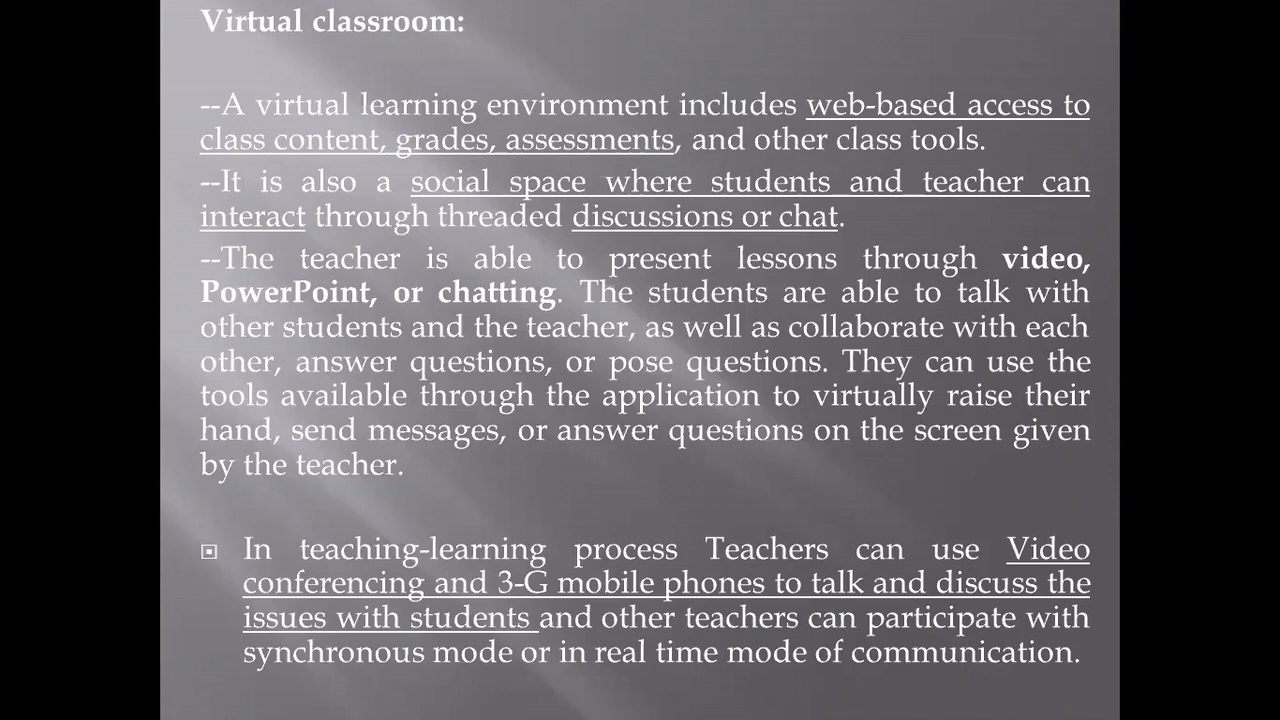 Virtual classroom:
--A virtual learning environment includes web-based access to
class content, grades, assessments, and other class tools.
--It is also a social space where students and teacher can
interact through threaded discussions or chat.
--The teacher is able to present lessons through video,
PowerPoint, or chatting. The students are able to talk with
other students and the teacher, as well as collaborate with each
other, answer questions, or pose questions. They can use the
tools available through the application to virtually raise their
hand, send messages, or answer questions on the screen given
by the teacher.
In teaching-learning process Teachers can use Video
conferencing and 3-G mobile phones to talk and discuss the
issues with students and other teachers can participate with
synchronous mode or in real time mode of communication.